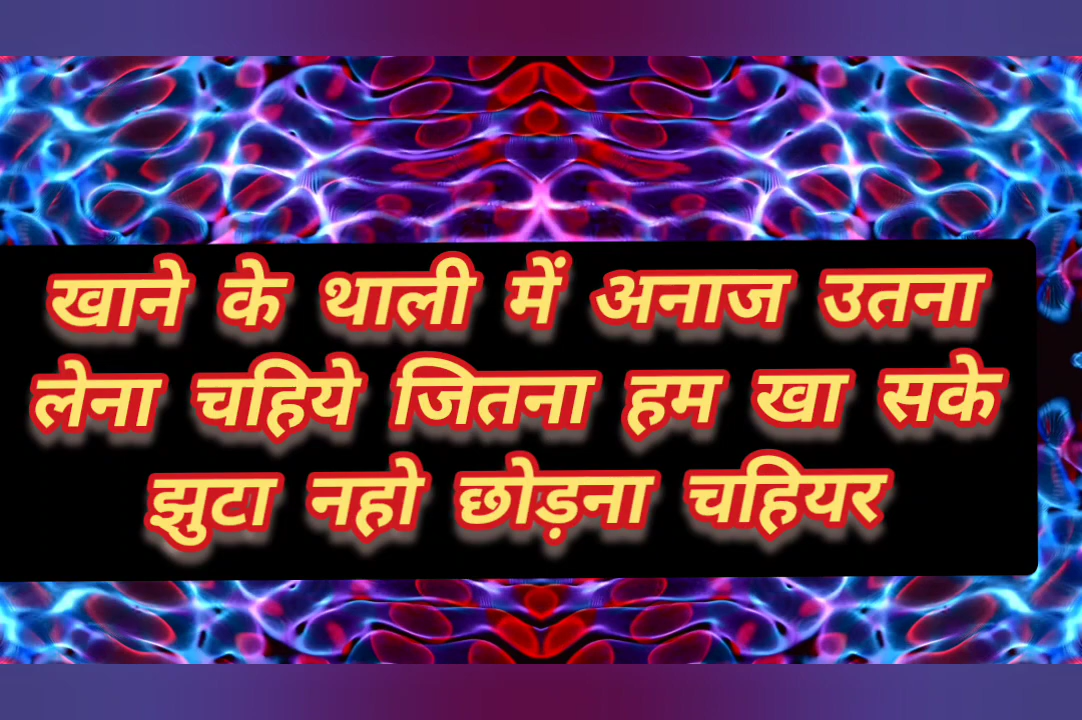 खाने के थाली में अनाज उतना
लेना चहिये जितना हम खा सके
झुटा नहो छोड़ना चहियर